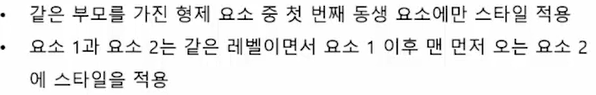 • 같은 부모를 가진 형제 요소 중 첫 번째 동생 요소에만 스타일 적용
• 요소 1과 요소 2는 같은 레벨이면서 요소 1 이후 맨 먼저 오는 요소 2
에 스타일을 적용